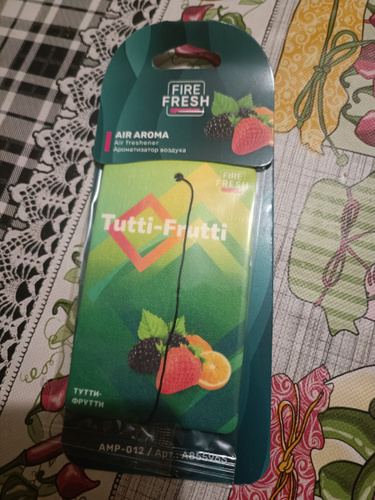 FIRE
FRESH
AIR AROMA
Air freshener
Ароматизатор воздуха
FIRE
FRESH
Tutti-Frutti
ТУТТИ-
ФРУТТИ
AMP-012 / Арт.: